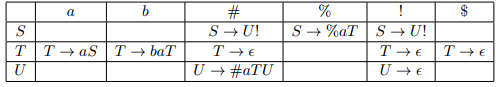 a b # % ! $
S S → U! S → %aT S → U!
T T → aS T → baT T → ϵ T → ϵ T → ϵ
U U → #aTU U → ϵ